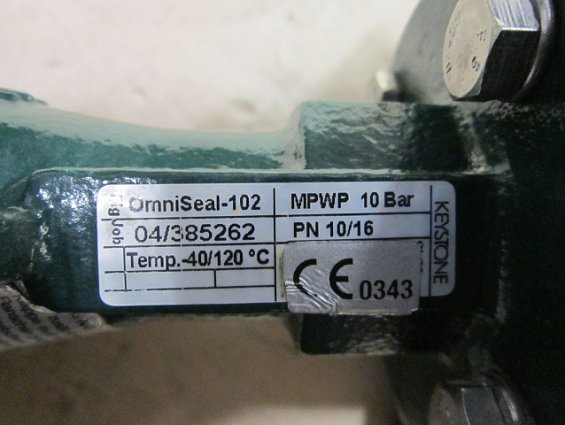 OmniSeal-102
MPWP 10 Bar
04/385262
PN 10/16
Temp.-40/120 °C
CE 0343
KEYSTONE